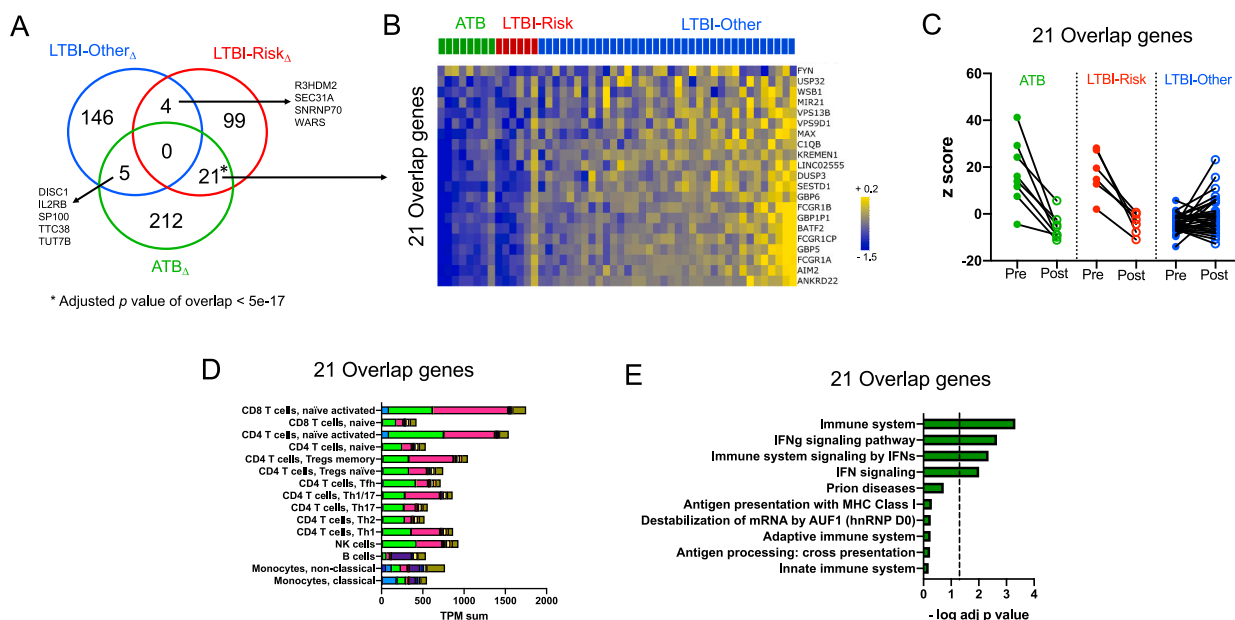 A
LTBI-OtherΔ
LTBI-RiskΔ
146
4
99
0
5
21*
212
ATBΔ
R3HDM2
SEC31A
SNRNP70
WARS
DISC1
IL2RB
SP100
TTC38
TUT7B
* Adjusted p value of overlap < 5e-17
B
ATB
LTBI-Risk
LTBI-Other
21 Overlap genes
FYN
USP32
WSB1
MIR21
VPS13B
VPS9D1
MAX
C1QB
KREMEN1
LINC02555
DUSP3
SESTD1
GBP6
FCGR1B
GBP1P1
BATF2
FCGR1CP
GBP5
FCGR1A
AIM2
ANKRD22
+ 0.2
- 1.5
C
21 Overlap genes
ATB
LTBI-Risk
LTBI-Other
z score
60
40
20
0
-20
Pre
Post
Pre
Post
Pre
Post
D
21 Overlap genes
CD8 T cells, naïve activated
CD8 T cells, naive
CD4 T cells, naïve activated
CD4 T cells, naive
CD4 T cells, Tregs memory
CD4 T cells, Tregs naïve
CD4 T cells, Tfh
CD4 T cells, Th1/17
CD4 T cells, Th17
CD4 T cells, Th2
CD4 T cells, Th1
NK cells
B cells
Monocytes, non-classical
Monocytes, classical
0
500
1000
1500
2000
TPM sum
E
21 Overlap genes
Immune system
IFNg signaling pathway
Immune system signaling by IFNs
IFN signaling
Prion diseases
Antigen presentation with MHC Class I
Destabilization of mRNA by AUF1 (hnRNP D0)
Adaptive immune system
Antigen processing: cross presentation
Innate immune system
0
1
2
3
4
- log adj p value